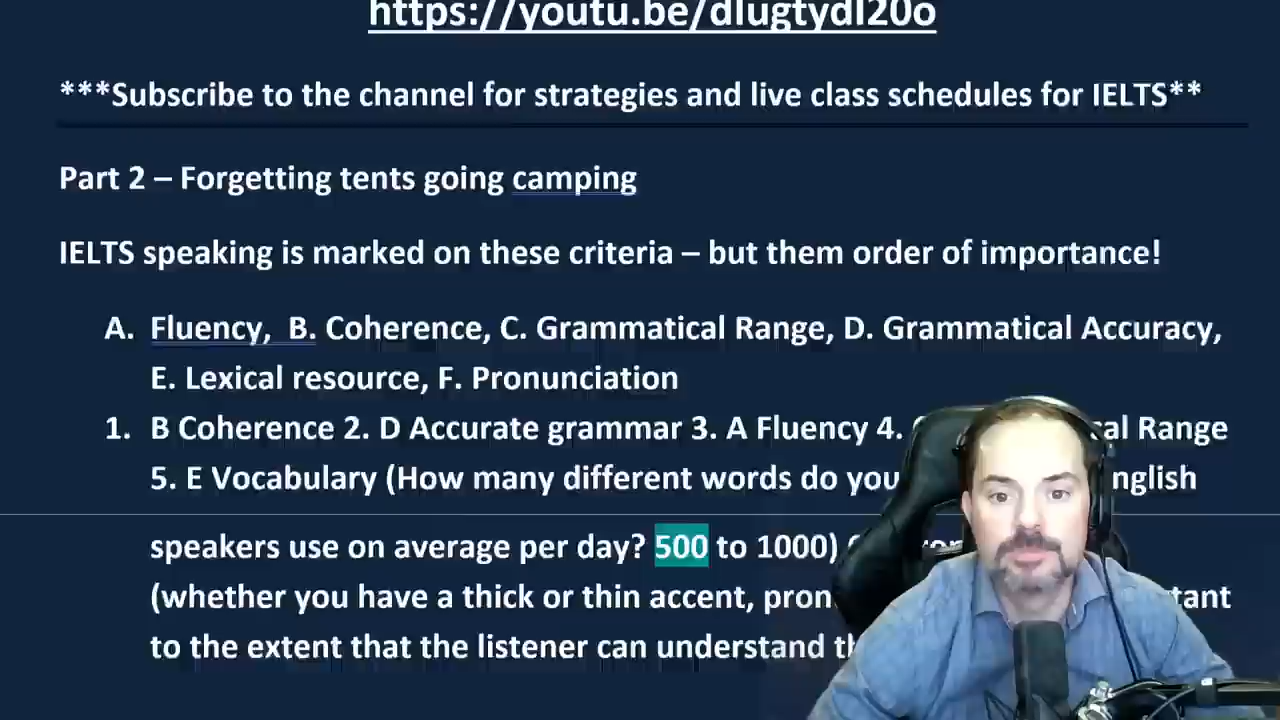 https://youtu.be/dlugtydl20o
***Subscribe to the channel for strategies and live class schedules for IELTS**
Part 2 – Forgetting tents going camping
IELTS speaking is marked on these criteria – but them order of importance!
A. Fluency, B. Coherence, C. Grammatical Range, D. Grammatical Accuracy,
E. Lexical resource, F. Pronunciation
1. B Coherence 2. D Accurate grammar 3. A Fluency 4. Range
5. E Vocabulary (How many different words do you
speakers use on average per day? 500 to 1000)
(whether you have a thick or thin accent,
to the extent that the listener can understand